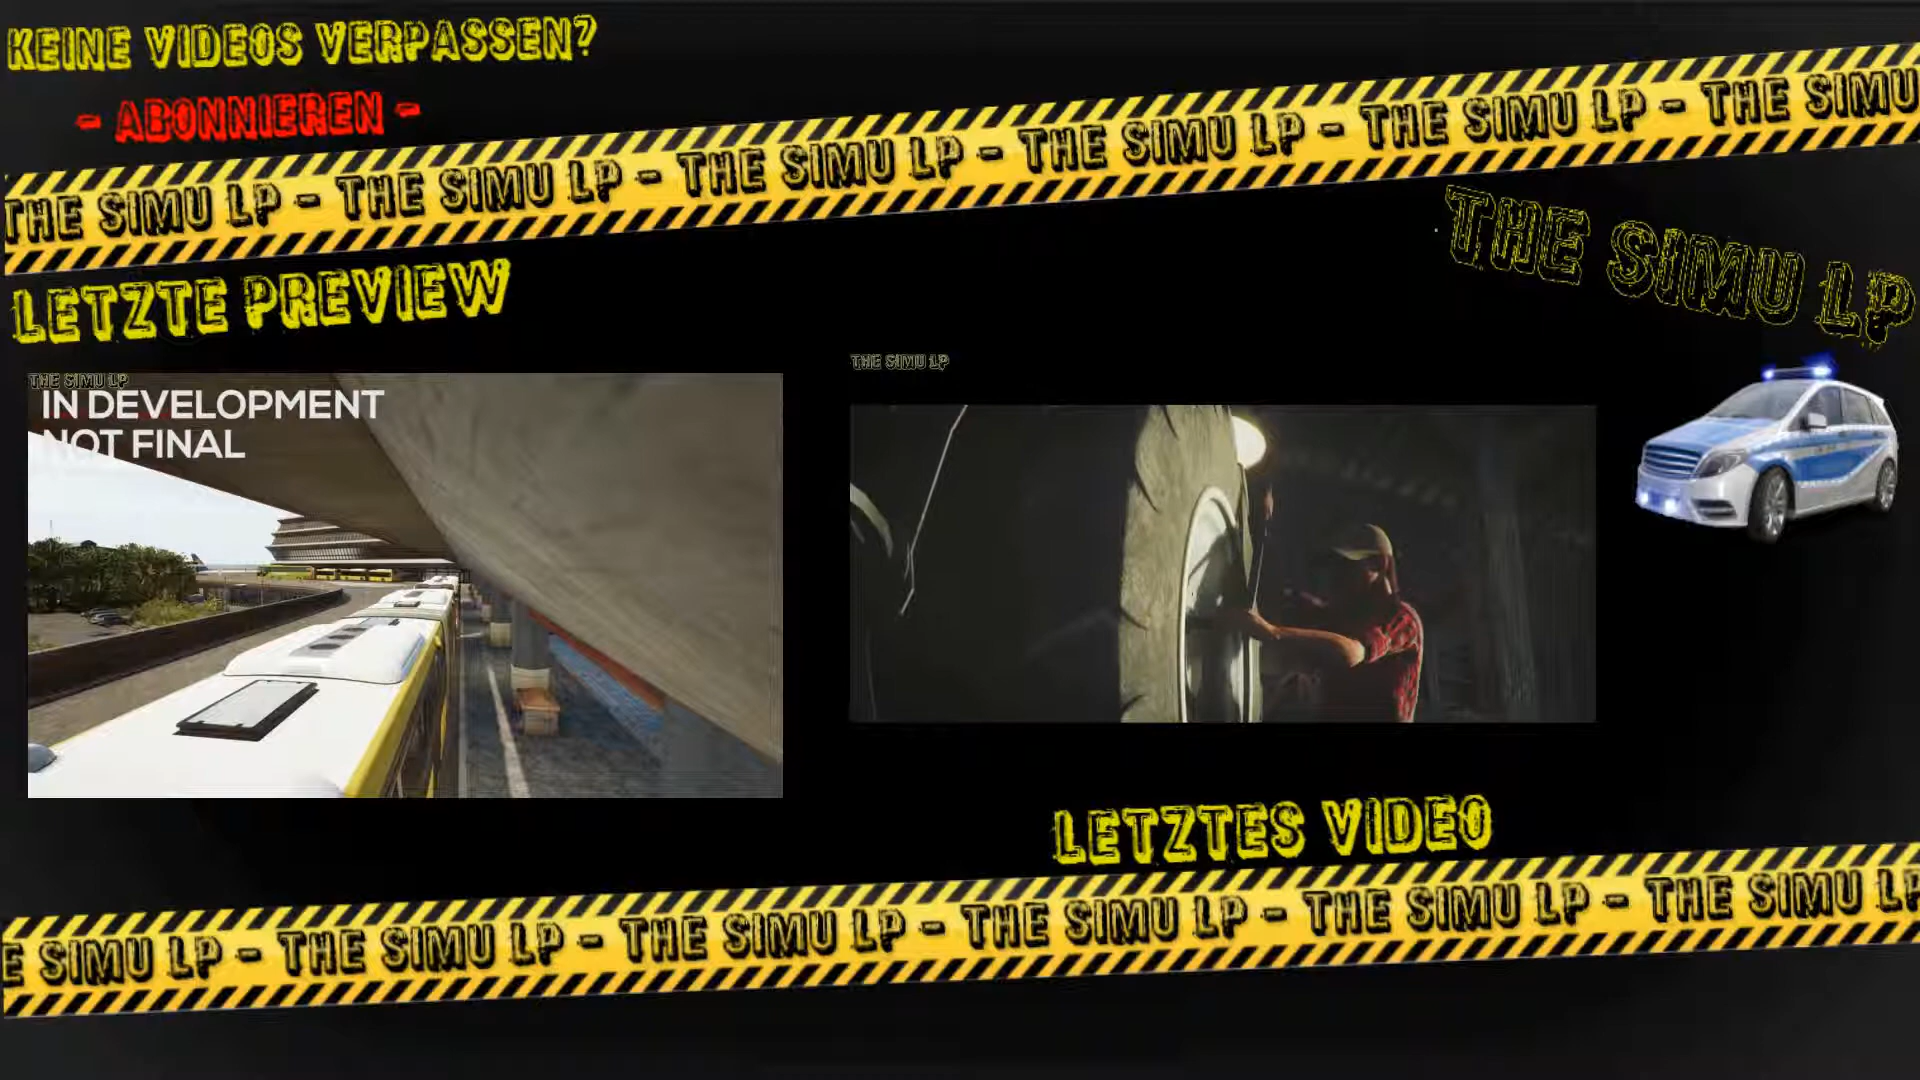 KEINE VIDEOS VERPASSEN?
- ABONNIEREN -
THE SIMU LP - THE SIMU LP - THE SIMU LP - THE SIMU LP - THE SIMU LP - THE SIMU
THE SIMU LP
LETZTE PREVIEW
THE SIMU LP
THE SIMU LP
IN DEVELOPMENT
NOT FINAL
LETZTES VIDEO
E SIMU LP - THE SIMU LP - THE SIMU LP - THE SIMU LP - THE SIMU LP - THE SIMU LP